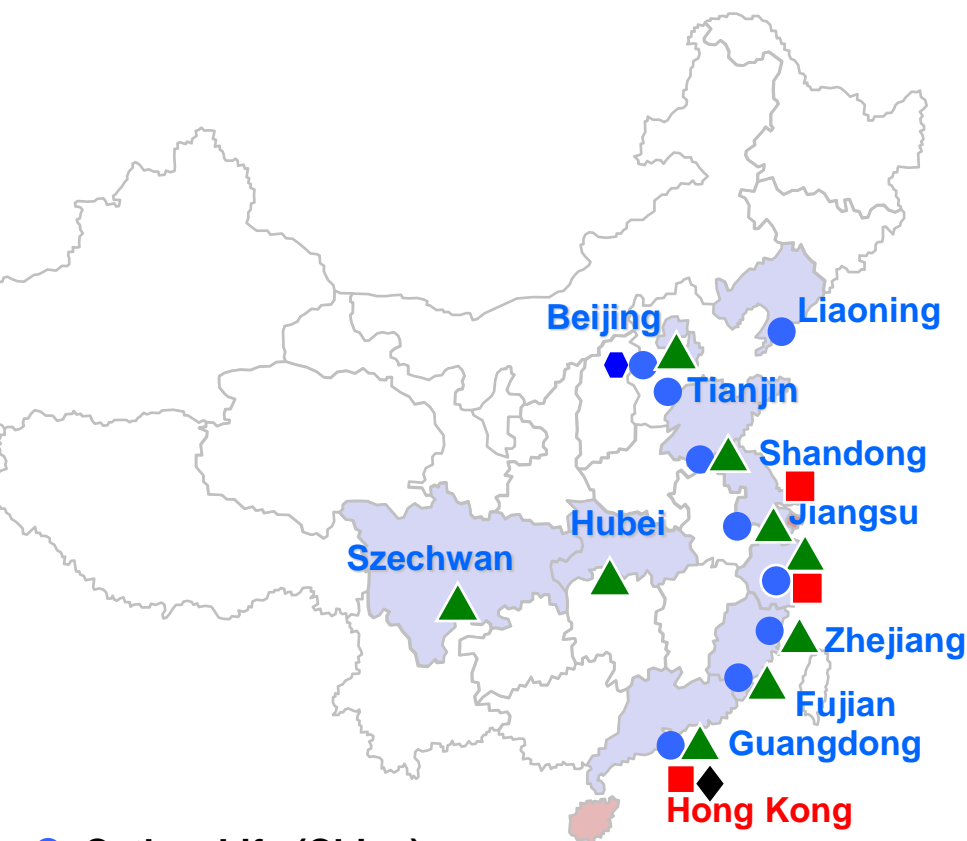 Liaoning
Beijing
Tianjin
Shandong
Jiangsu
Hubei
Szechwan
Zhejiang
Fujian
Guangdong
Hong Kong